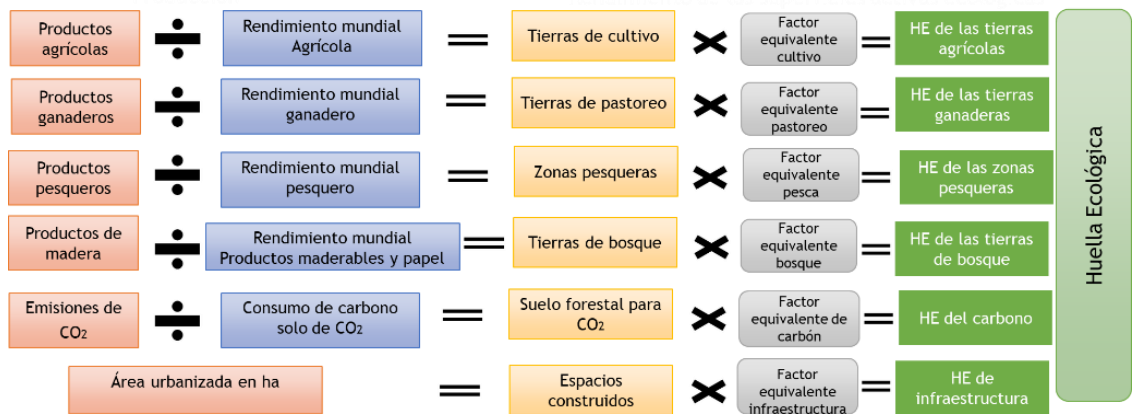 Productos
agrícolas
÷
Rendimiento mundial
Agrícola
=
Tierras de cultivo
×
Factor
equivalente
cultivo
=
HE de las tierras
agrícolas
Productos
ganaderos
÷
Rendimiento mundial
ganadero
=
Tierras de pastoreo
×
Factor
equivalente
pastoreo
=
HE de las tierras
ganaderas
Productos
pesqueros
÷
Rendimiento mundial
pesquero
=
Zonas pesqueras
×
Factor
equivalente
pesca
=
HE de las zonas
pesqueras
Productos de
madera
÷
Rendimiento mundial
Productos maderables y papel
=
Tierras de bosque
×
Factor
equivalente
bosque
=
HE de las tierras
de bosque
Emisiones de
CO₂
÷
Consumo de carbono
solo de CO₂
=
Suelo forestal para
CO₂
×
Factor
equivalente de
carbón
=
HE del carbono
Área urbanizada en ha
=
Espacios
construidos
×
Factor
equivalente
infraestructura
=
HE de
infraestructura
Huella Ecológica